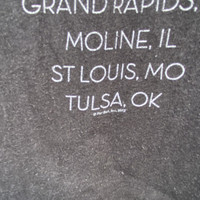 GRAND RAPIDS,
MOLINE, IL
ST LOUIS, MO
TULSA, OK